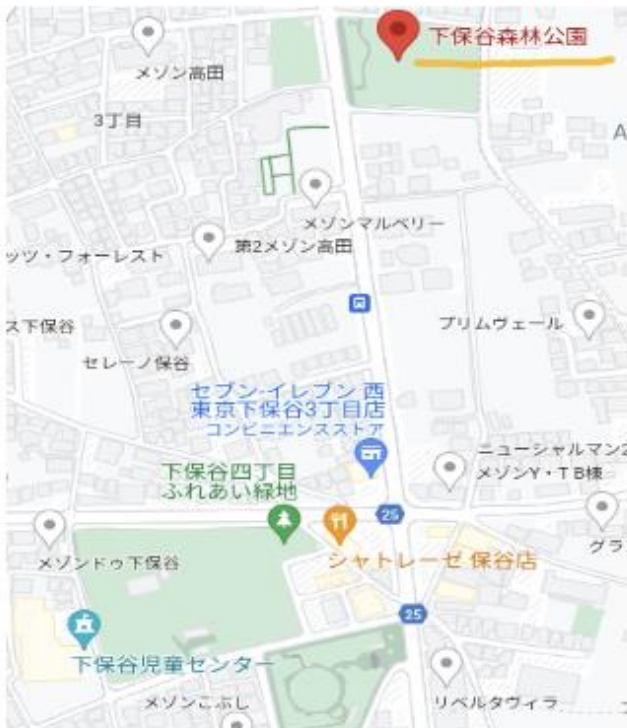 下保谷森林公園
メゾン高田
3丁目
A
メゾンマルベリー
第2メゾン高田
ッツ・フォーレスト
ス下保谷
プリムヴェール
セレーノ保谷
セブン-イレブン 西
東京下保谷3丁目店
コンビニエンスストア
ニューシャルマン2
メゾンY・TB棟
下保谷四丁目
ふれあい緑地
25
グラ
メゾンドゥ下保谷
シャトレーゼ 保谷店
25
下保谷児童センター
メゾンこぶし
リベルタヴィラ